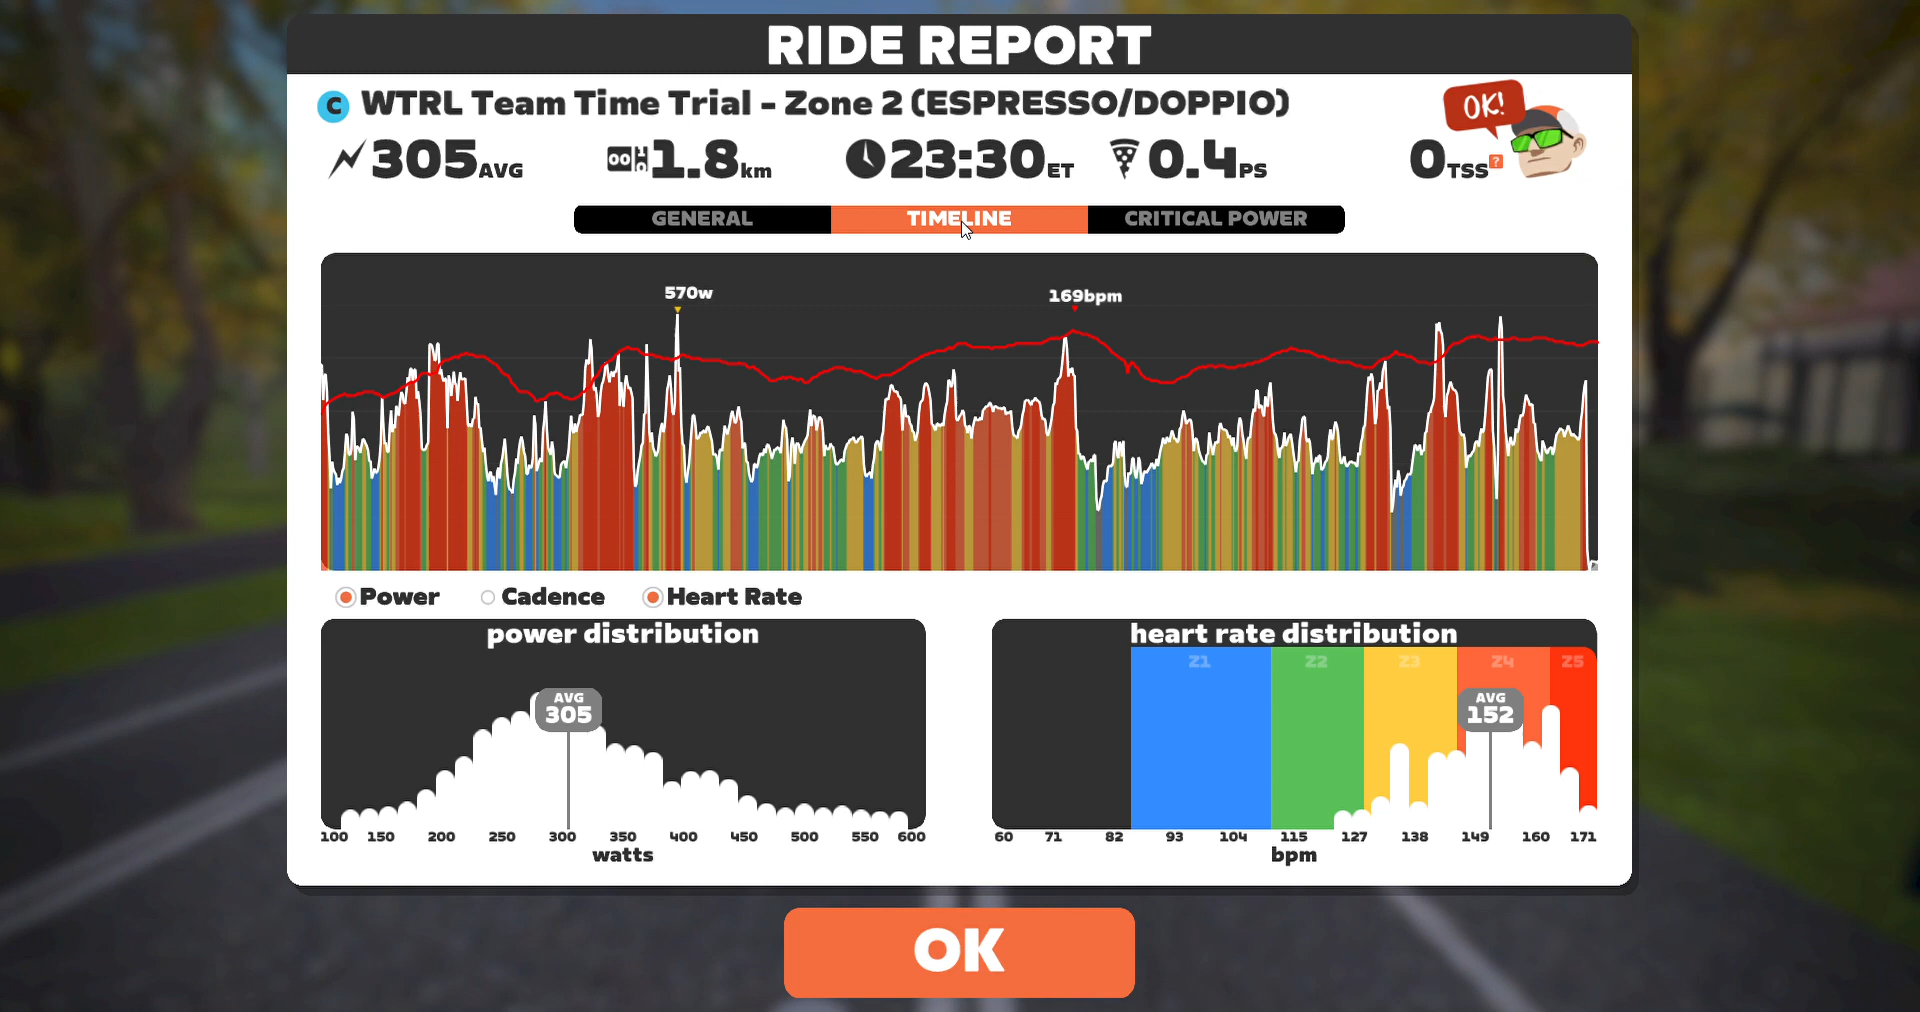 RIDE REPORT
C WTRL Team Time Trial - Zone 2 (ESPRESSO/DOPPIO)
OK!
305AVG 1.8km 23:30ET 0.4PS 0TSS?
GENERAL TIMELINE CRITICAL POWER
570w 169bpm
Power Cadence Heart Rate
power distribution
AVG
305
100 150 200 250 300 350 400 450 500 550 600
watts
heart rate distribution
Z1 Z2 Z3 Z4 Z5
AVG
152
60 71 82 93 104 115 127 138 149 160 171
bpm
OK